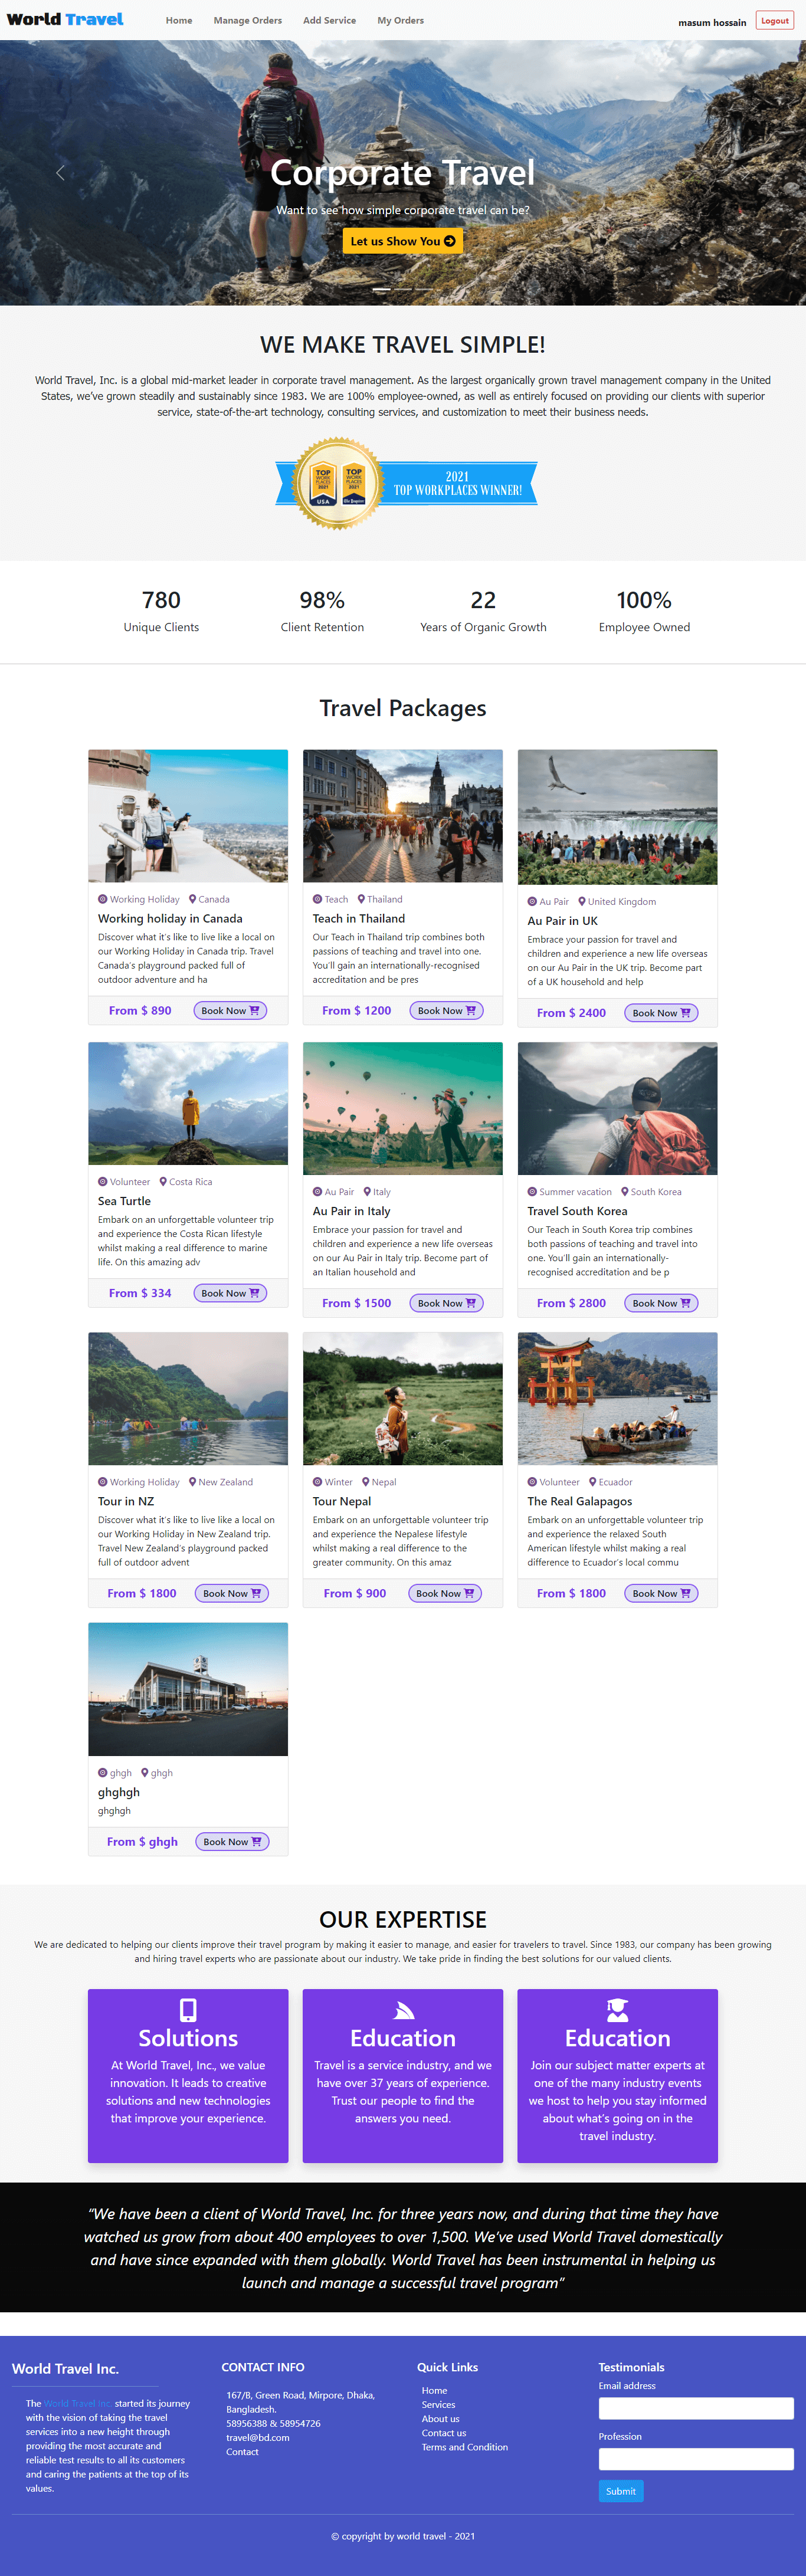 World Travel
Home Manage Orders Add Service My Orders
masum hossain Logout
Corporate Travel
Want to see how simple corporate travel can be?
Let us Show You
WE MAKE TRAVEL SIMPLE!
World Travel, Inc. is a global mid-market leader in corporate travel management. As the largest organically grown travel management company in the United
States, we’ve grown steadily and sustainably since 1983. We are 100% employee-owned, as well as entirely focused on providing our clients with superior
service, state-of-the-art technology, consulting services, and customization to meet their business needs.
TOP WORK PLACES 2021 USA
TOP WORK PLACES 2021
2021
TOP WORKPLACES WINNER!
780
Unique Clients
98%
Client Retention
22
Years of Organic Growth
100%
Employee Owned
Travel Packages
Working Holiday Canada
Working holiday in Canada
Discover what it's like to live like a local on
our Working Holiday in Canada trip. Travel
Canada's playground packed full of
outdoor adventure and ha
From $ 890 Book Now
Teach Thailand
Teach in Thailand
Our Teach in Thailand trip combines both
passions of teaching and travel into one.
You'll gain an internationally-recognised
accreditation and be pres
From $ 1200 Book Now
Au Pair United Kingdom
Au Pair in UK
Embrace your passion for travel and
children and experience a new life overseas
on our Au Pair in the UK trip. Become part
of a UK household and help
From $ 2400 Book Now
Volunteer Costa Rica
Sea Turtle
Embark on an unforgettable volunteer trip
and experience the Costa Rican lifestyle
whilst making a real difference to marine
life. On this amazing adv
From $ 334 Book Now
Au Pair Italy
Au Pair in Italy
Embrace your passion for travel and
children and experience a new life overseas
on our Au Pair in Italy trip. Become part of
an Italian household and
From $ 1500 Book Now
Summer vacation South Korea
Travel South Korea
Our Teach in South Korea trip combines
both passions of teaching and travel into
one. You'll gain an internationally-
recognised accreditation and be p
From $ 2800 Book Now
Working Holiday New Zealand
Tour in NZ
Discover what it's like to live like a local on
our Working Holiday in New Zealand trip.
Travel New Zealand's playground packed
full of outdoor advent
From $ 1800 Book Now
Winter Nepal
Tour Nepal
Embark on an unforgettable volunteer trip
and experience the Nepalese lifestyle
whilst making a real difference to the
greater community. On this amaz
From $ 900 Book Now
Volunteer Ecuador
The Real Galapagos
Embark on an unforgettable volunteer trip
and experience the relaxed South
American lifestyle whilst making a real
difference to Ecuador's local commu
From $ 1800 Book Now
ghgh ghgh
ghghgh
ghghgh
From $ ghgh Book Now
OUR EXPERTISE
We are dedicated to helping our clients improve their travel program by making it easier to manage, and easier for travelers to travel. Since 1983, our company has been growing
and hiring travel experts who are passionate about our industry. We take pride in finding the best solutions for our valued clients.
Solutions
At World Travel, Inc., we value
innovation. It leads to creative
solutions and new technologies
that improve your experience.
Education
Travel is a service industry, and we
have over 37 years of experience.
Trust our people to find the
answers you need.
Education
Join our subject matter experts at
one of the many industry events
we host to help you stay informed
about what's going on in the
travel industry.
“We have been a client of World Travel, Inc. for three years now, and during that time they have
watched us grow from about 400 employees to over 1,500. We’ve used World Travel domestically
and have since expanded with them globally. World Travel has been instrumental in helping us
launch and manage a successful travel program”
World Travel Inc.
The World Travel Inc. started its journey
with the vision of taking the travel
services into a new height through
providing the most accurate and
reliable test results to all its customers
and caring the patients at the top of its
values.
CONTACT INFO
167/B, Green Road, Mirpore, Dhaka,
Bangladesh.
58956388 & 58954726
travel@bd.com
Contact
Quick Links
Home
Services
About us
Contact us
Terms and Condition
Testimonials
Email address
Profession
Submit
© copyright by world travel - 2021